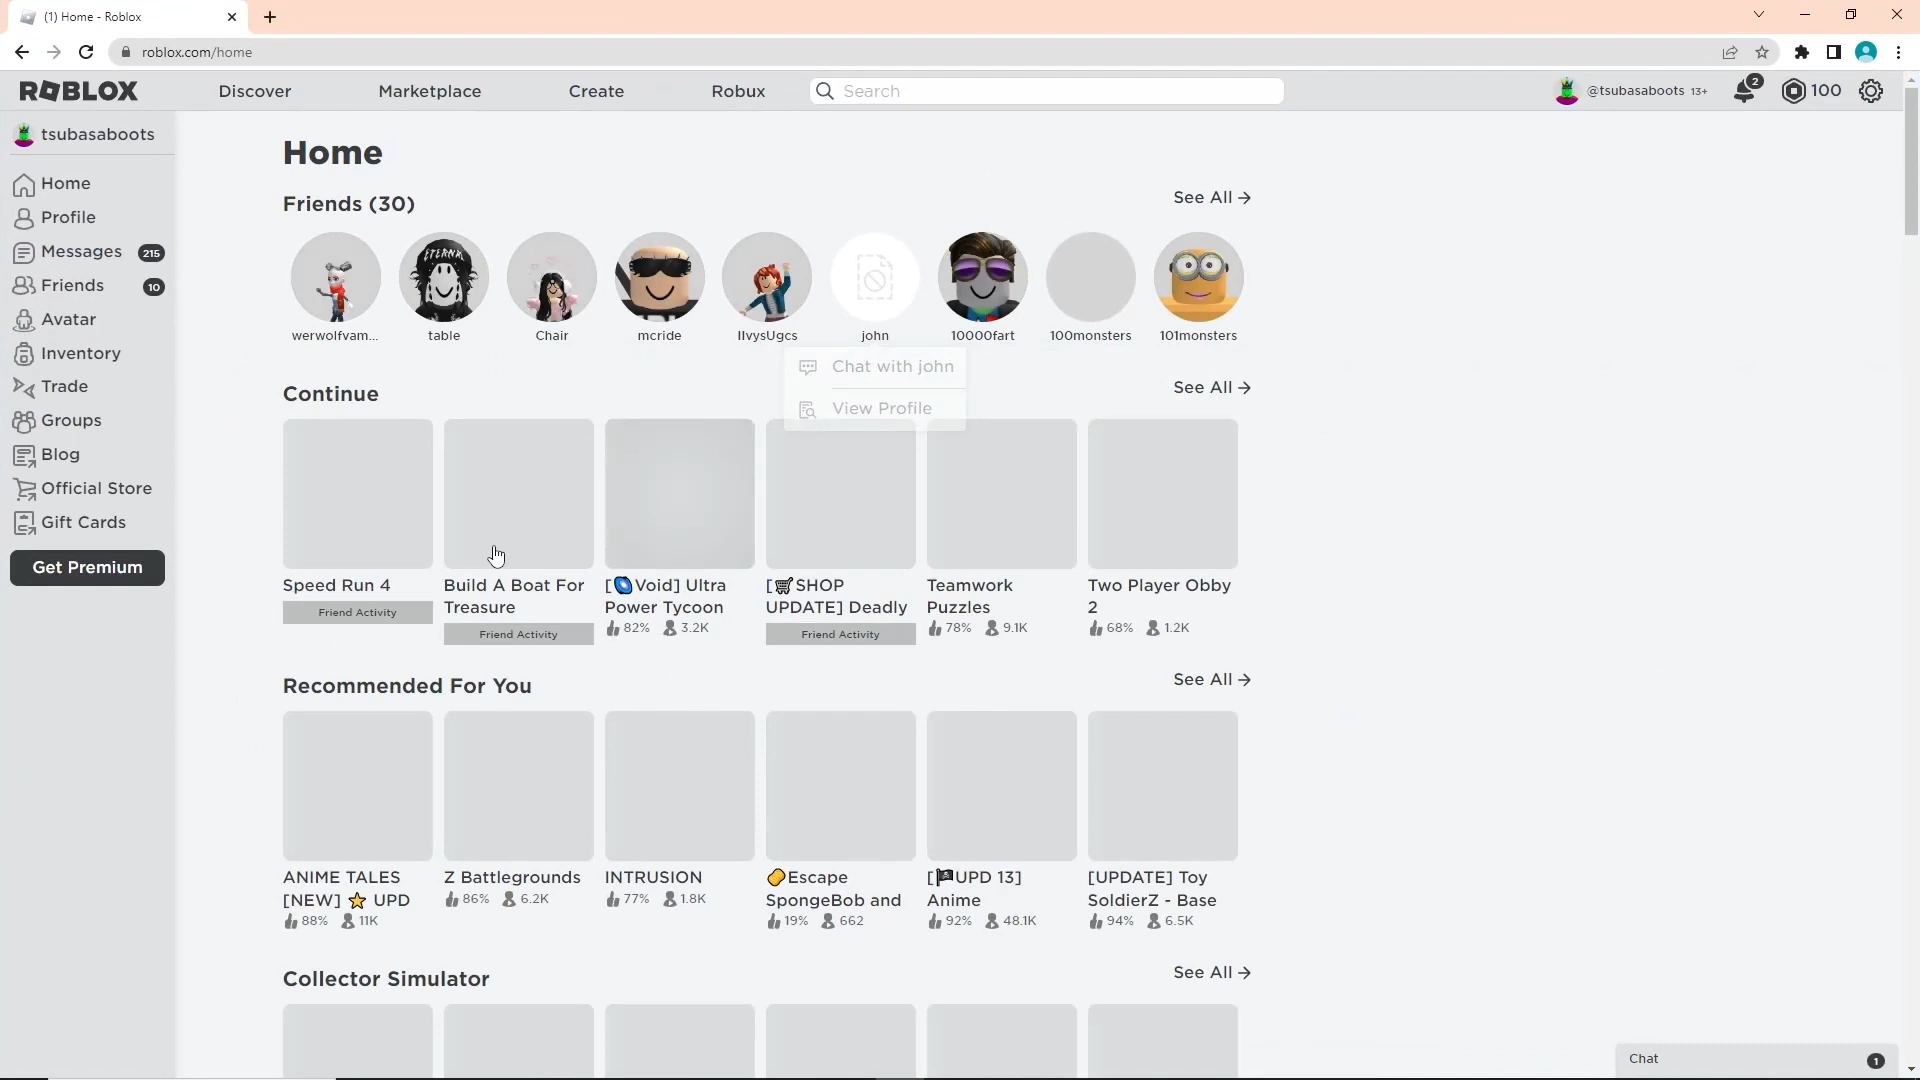 (1) Home - Roblox
roblox.com/home
ROBLOX
Discover
Marketplace
Create
Robux
Search
@tsubasaboots 13+
2
100
tsubasaboots
Home
Profile
Messages 215
Friends 10
Avatar
Inventory
Trade
Groups
Blog
Official Store
Gift Cards
Get Premium
Home
Friends (30)
See All →
werwolfvam...
table
Chair
mcride
IIvysUgcs
john
10000fart
100monsters
101monsters
Chat with john
View Profile
Continue
See All →
Speed Run 4
Friend Activity
Build A Boat For
Treasure
Friend Activity
[🌀Void] Ultra
Power Tycoon
82% 3.2K
[🛒SHOP
UPDATE] Deadly
Friend Activity
Teamwork
Puzzles
78% 9.1K
Two Player Obby
2
68% 1.2K
Recommended For You
See All →
ANIME TALES
[NEW] ⭐ UPD
88% 11K
Z Battlegrounds
86% 6.2K
INTRUSION
77% 1.8K
Escape
SpongeBob and
19% 662
[🏴‍☠️UPD 13]
Anime
92% 48.1K
[UPDATE] Toy
SoldierZ - Base
94% 6.5K
Collector Simulator
See All →
Chat
1